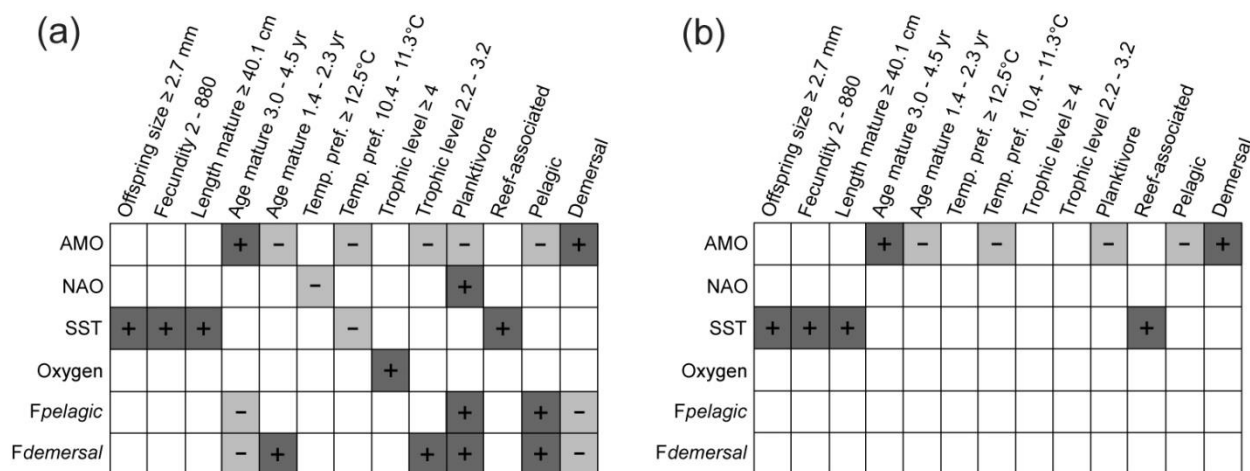 (a)
Offspring size ≥ 2.7 mm
Fecundity 2 - 880
Length mature ≥ 40.1 cm
Age mature 3.0 - 4.5 yr
Age mature 1.4 - 2.3 yr
Temp. pref. ≥ 12.5°C
Temp. pref. 10.4 - 11.3°C
Trophic level ≥ 4
Trophic level 2.2 - 3.2
Planktivore
Reef-associated
Pelagic
Demersal
AMO + − − − − − +
NAO − +
SST + + + − +
Oxygen +
Fpelagic − + + −
Fdemersal − + + + + −
(b)
Offspring size ≥ 2.7 mm
Fecundity 2 - 880
Length mature ≥ 40.1 cm
Age mature 3.0 - 4.5 yr
Age mature 1.4 - 2.3 yr
Temp. pref. ≥ 12.5°C
Temp. pref. 10.4 - 11.3°C
Trophic level ≥ 4
Trophic level 2.2 - 3.2
Planktivore
Reef-associated
Pelagic
Demersal
AMO + − − − − +
NAO
SST + + + +
Oxygen
Fpelagic
Fdemersal